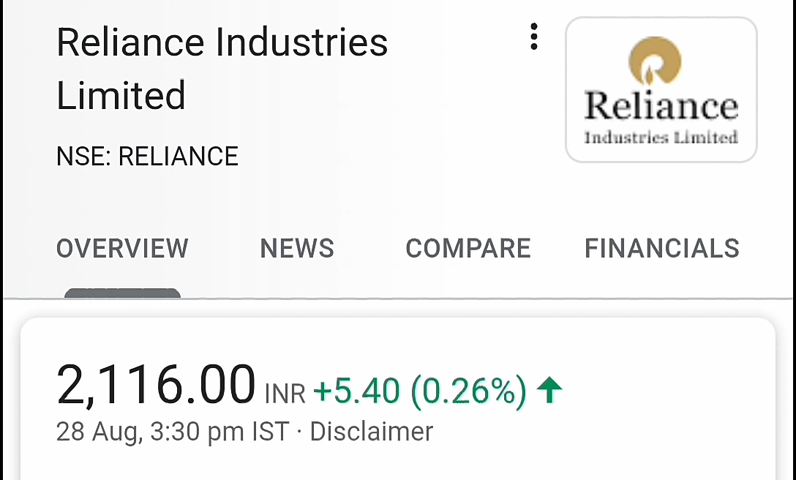 Reliance Industries
Limited
NSE: RELIANCE
Reliance
Industries Limited
OVERVIEW NEWS COMPARE FINANCIALS
2,116.00 INR +5.40 (0.26%) ↑
28 Aug, 3:30 pm IST · Disclaimer